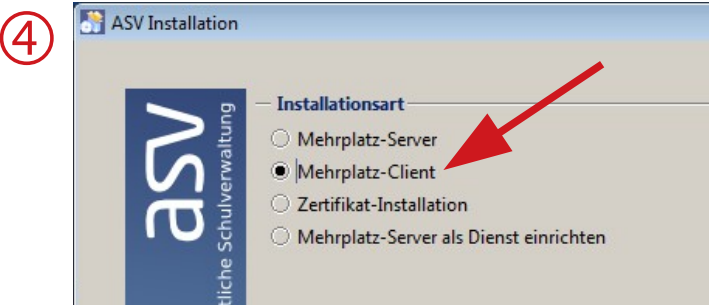 ④
ASV Installation
asv
tliche Schulverwaltung
Installationsart
Mehrplatz-Server
Mehrplatz-Client
Zertifikat-Installation
Mehrplatz-Server als Dienst einrichten